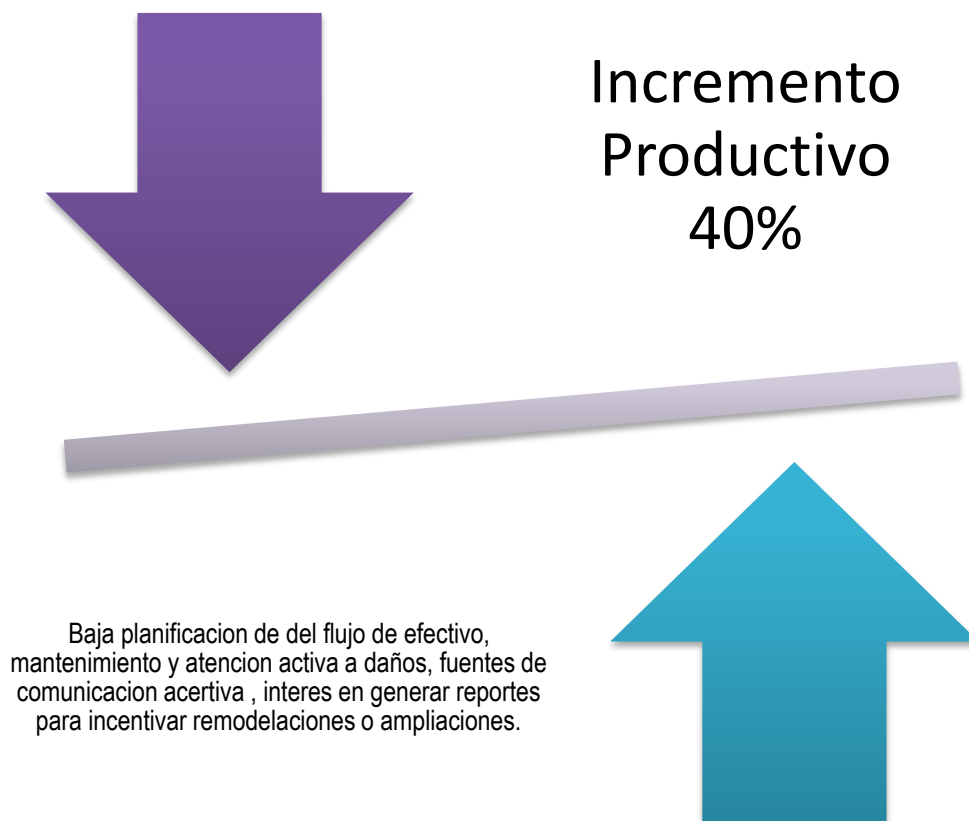 Incremento
Productivo
40%
Baja planificacion de del flujo de efectivo,
mantenimiento y atencion activa a daños, fuentes de
comunicacion acertiva , interes en generar reportes
para incentivar remodelaciones o ampliaciones.